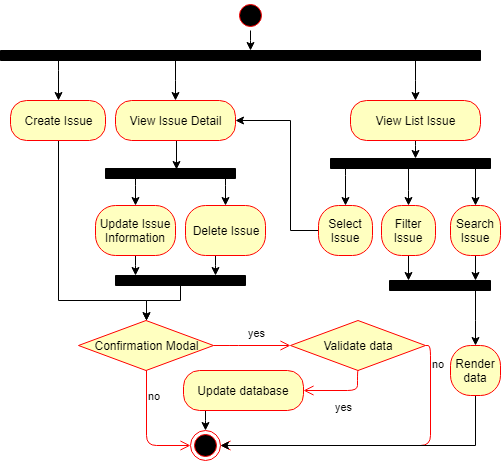 Create Issue
View Issue Detail
View List Issue
Update Issue
Information
Delete Issue
Select
Issue
Filter
Issue
Search
Issue
Confirmation Modal
yes
Validate data
no
Render
data
no
Update database
yes